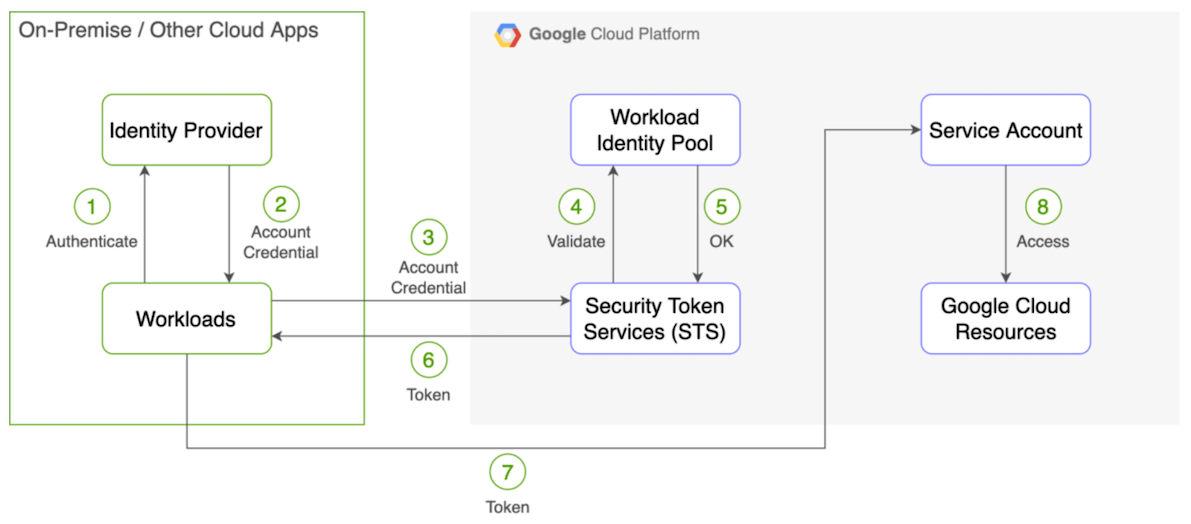 On-Premise / Other Cloud Apps
Google Cloud Platform
Identity Provider
Workload
Identity Pool
Service Account
1
Authenticate
2
Account
Credential
3
Account
Credential
4
Validate
5
OK
8
Access
Workloads
Security Token
Services (STS)
Google Cloud
Resources
6
Token
7
Token